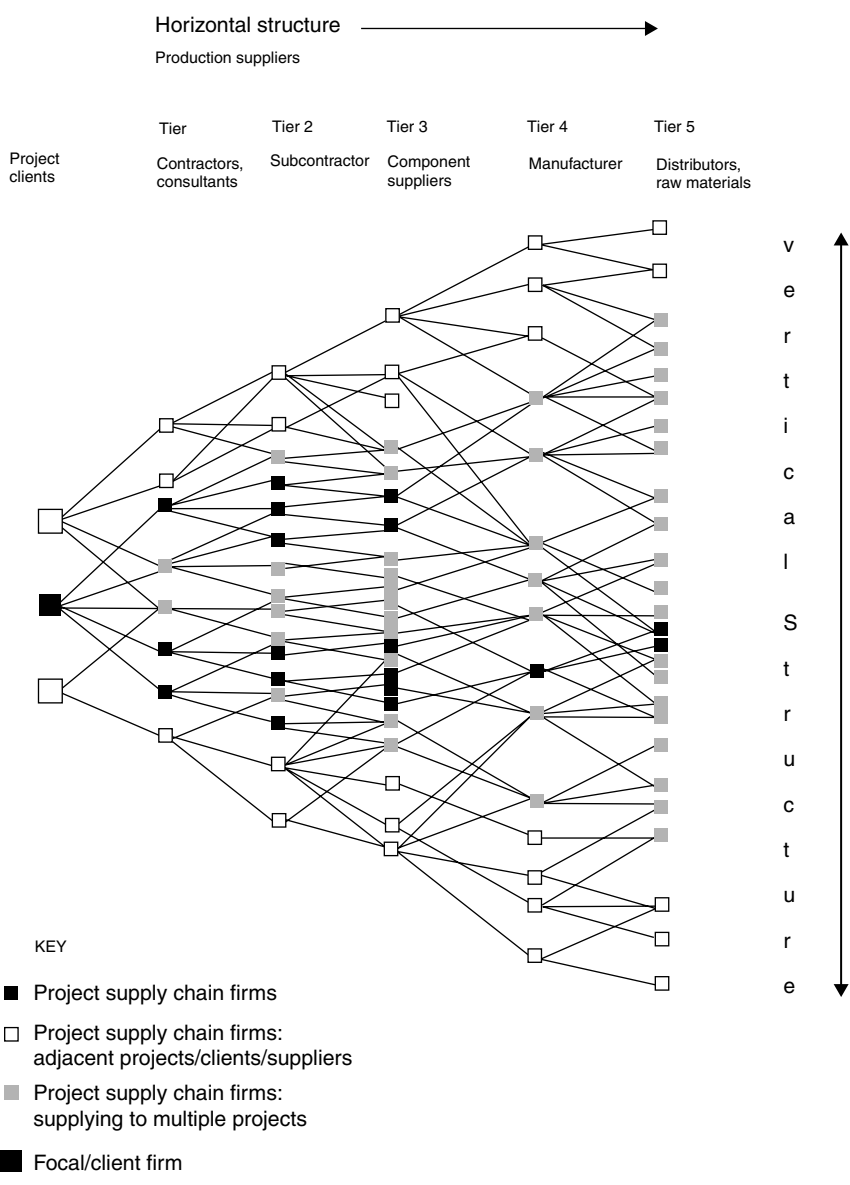 Horizontal structure
Production suppliers
Tier
Tier 2
Tier 3
Tier 4
Tier 5
Project
clients
Contractors,
consultants
Subcontractor
Component
suppliers
Manufacturer
Distributors,
raw materials
v
e
r
t
i
c
a
l
S
t
r
u
c
t
u
r
e
KEY
Project supply chain firms
Project supply chain firms:
adjacent projects/clients/suppliers
Project supply chain firms:
supplying to multiple projects
Focal/client firm